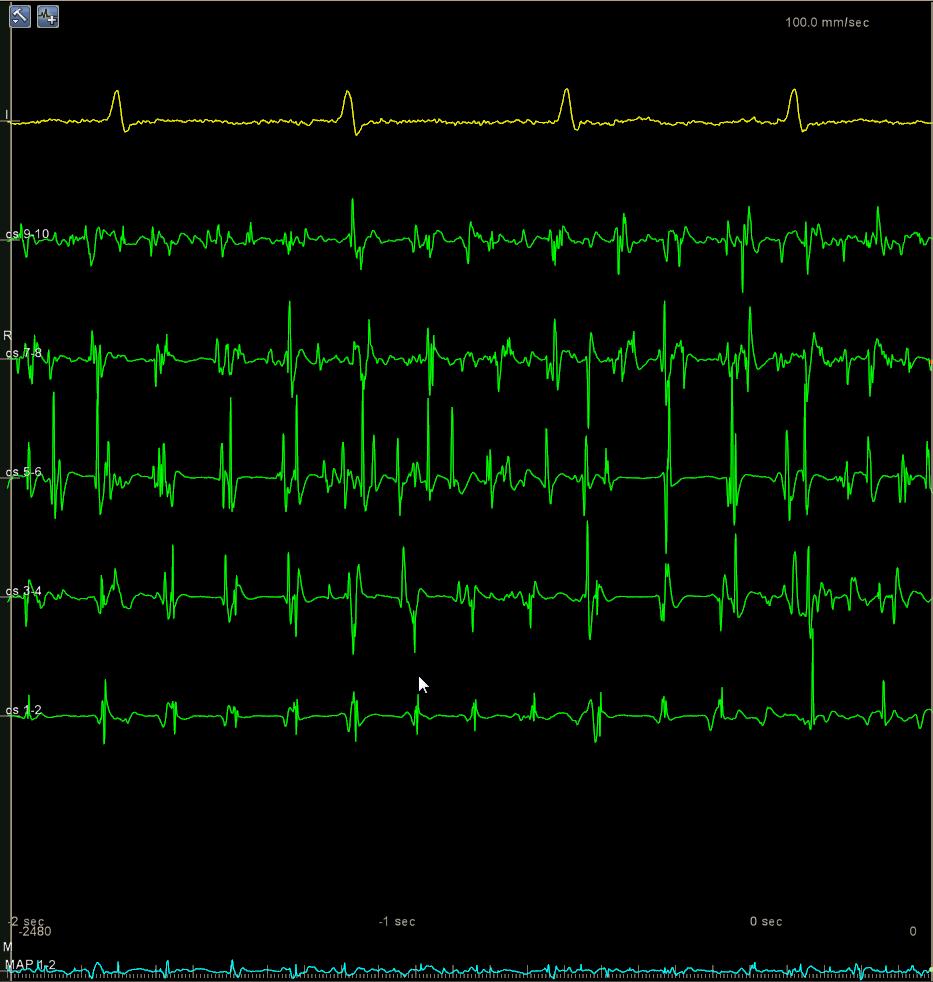 100.0 mm/sec
I
cs 9-10
R
cs 7-8
cs 5-6
cs 3-4
cs 1-2
-2 sec
-1 sec
0 sec
-2480
0
M
MAP 1-2